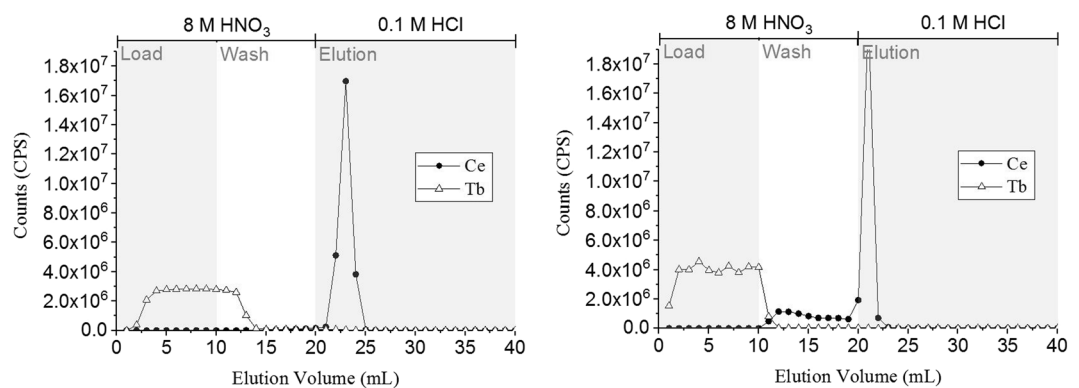 8 M HNO3 0.1 M HCl
Load Wash Elution
1.8x10^7
1.6x10^7
1.4x10^7
1.2x10^7
1.0x10^7
8.0x10^6
6.0x10^6
4.0x10^6
2.0x10^6
0.0
Counts (CPS)
Ce
Tb
0 5 10 15 20 25 30 35 40
Elution Volume (mL)
8 M HNO3 0.1 M HCl
Load Wash Elution
1.8x10^7
1.6x10^7
1.4x10^7
1.2x10^7
1.0x10^7
8.0x10^6
6.0x10^6
4.0x10^6
2.0x10^6
0.0
Counts (CPS)
Ce
Tb
0 5 10 15 20 25 30 35 40
Elution Volume (mL)